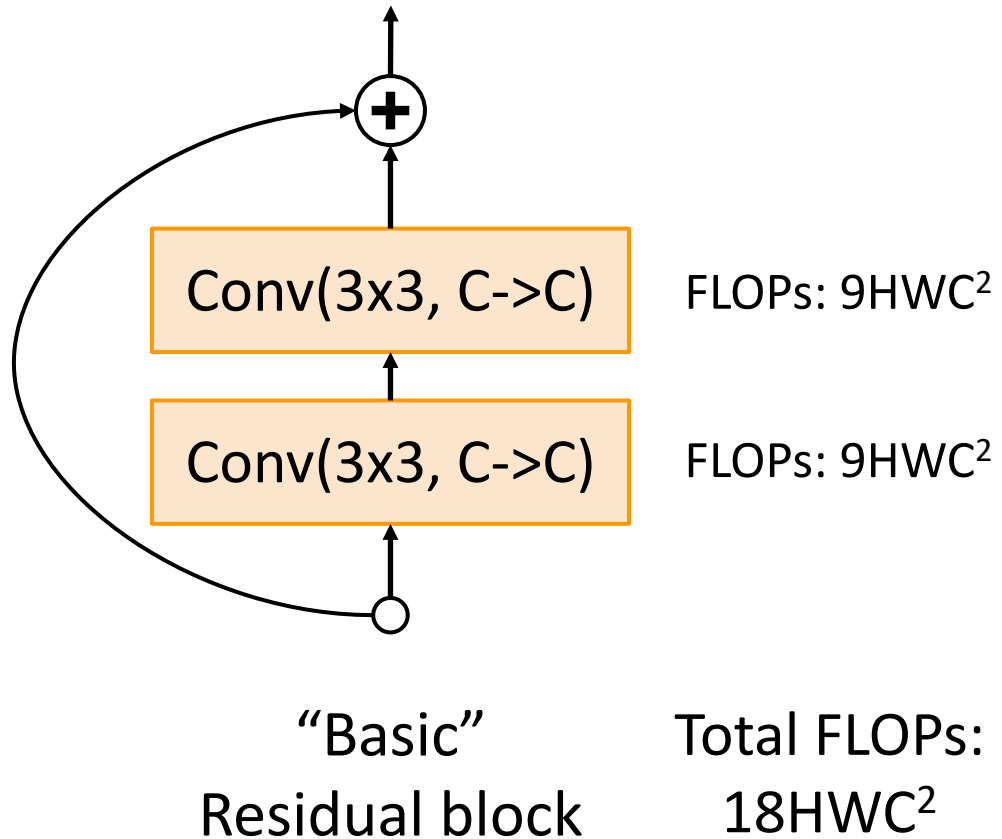 +
Conv(3x3, C->C)
FLOPs: 9HWC²
Conv(3x3, C->C)
FLOPs: 9HWC²
“Basic”
Residual block
Total FLOPs:
18HWC²